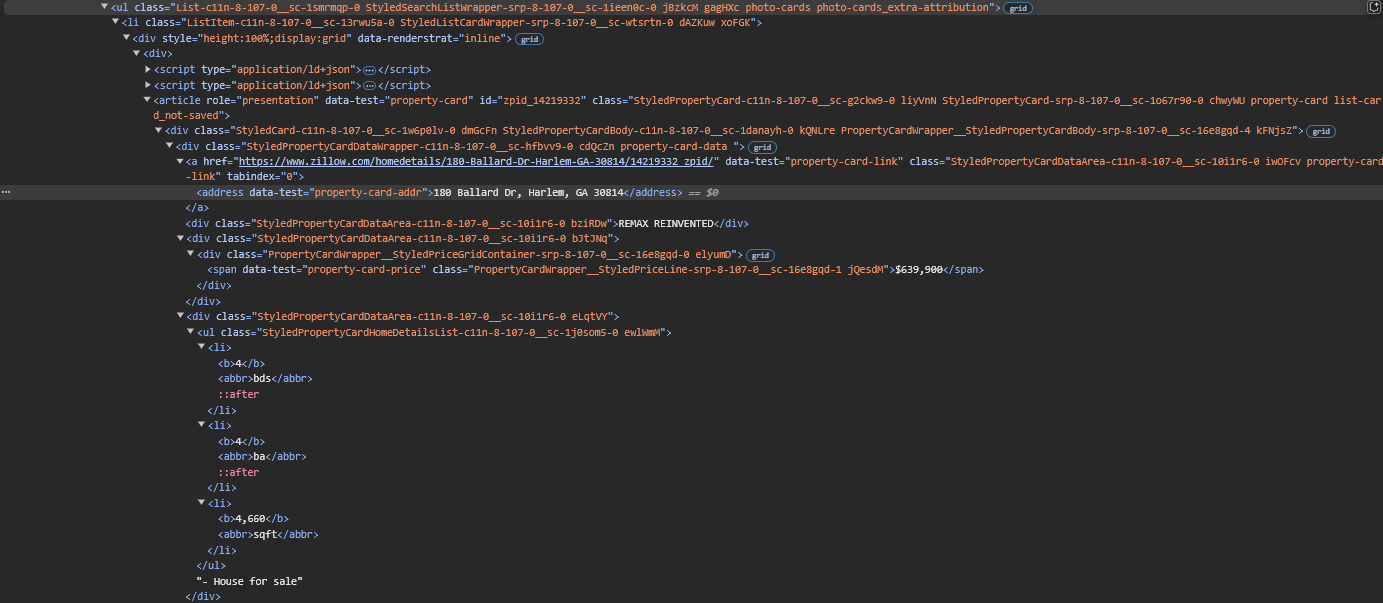 <ul class="List-c11n-8-107-0__sc-1smrmqp-0 StyledSearchListWrapper-srp-8-107-0__sc-1ieen0c-0 jBzkcM gagHXc photo-cards photo-cards_extra-attribution"> grid
<li class="ListItem-c11n-8-107-0__sc-13rwu5a-0 StyledListCardWrapper-srp-8-107-0__sc-wtsrtn-0 dAZKuw xoFGK">
<div style="height:100%;display:grid" data-renderstrat="inline"> grid
<div>
<script type="application/ld+json">…</script>
<script type="application/ld+json">…</script>
<article role="presentation" data-test="property-card" id="zpid_14219332" class="StyledPropertyCard-c11n-8-107-0__sc-g2ckw9-0 liyVnN StyledPropertyCard-srp-8-107-0__sc-1o67r90-0 chwyWU property-card list-car
d_not-saved">
<div class="StyledCard-c11n-8-107-0__sc-1w6p0lv-0 dmGcFn StyledPropertyCardBody-c11n-8-107-0__sc-1danayh-0 kQNLre PropertyCardWrapper__StyledPropertyCardBody-srp-8-107-0__sc-16e8gqd-4 kFNjsZ"> grid
<div class="StyledPropertyCardDataWrapper-c11n-8-107-0__sc-hfbvv9-0 cdQcZn property-card-data "> grid
<a href="https://www.zillow.com/homedetails/180-Ballard-Dr-Harlem-GA-30814/14219332_zpid/" data-test="property-card-link" class="StyledPropertyCardDataArea-c11n-8-107-0__sc-10i1r6-0 iwOFcv property-card
-link" tabindex="0">
<address data-test="property-card-addr">180 Ballard Dr, Harlem, GA 30814</address> == $0
</a>
<div class="StyledPropertyCardDataArea-c11n-8-107-0__sc-10i1r6-0 bziRDw">REMAX REINVENTED</div>
<div class="StyledPropertyCardDataArea-c11n-8-107-0__sc-10i1r6-0 bJtJNq">
<div class="PropertyCardWrapper__StyledPriceGridContainer-srp-8-107-0__sc-16e8gqd-0 elyumD"> grid
<span data-test="property-card-price" class="PropertyCardWrapper__StyledPriceLine-srp-8-107-0__sc-16e8gqd-1 jQesdM">$639,900</span>
</div>
</div>
<div class="StyledPropertyCardDataArea-c11n-8-107-0__sc-10i1r6-0 eLqtVY">
<ul class="StyledPropertyCardHomeDetailsList-c11n-8-107-0__sc-1j0som5-0 ewlWmM">
<li>
<b>4</b>
<abbr>bds</abbr>
::after
</li>
<li>
<b>4</b>
<abbr>ba</abbr>
::after
</li>
<li>
<b>4,660</b>
<abbr>sqft</abbr>
</li>
</ul>
"- House for sale"
</div>